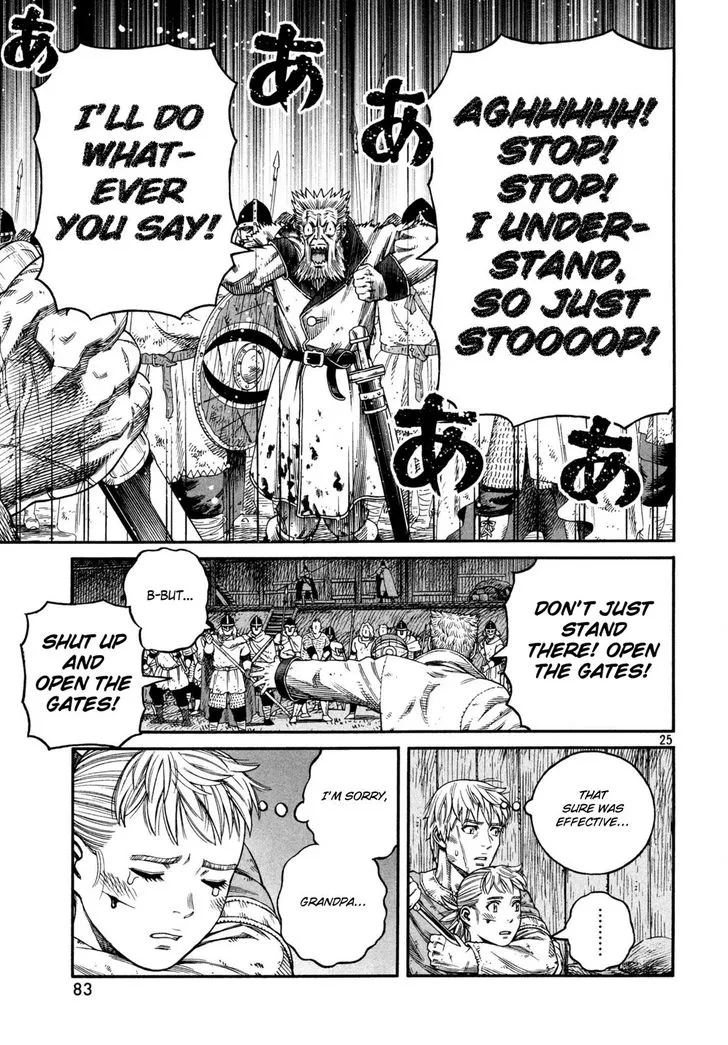 AGHHHHH!
STOP!
STOP!
I UNDER-
STAND,
SO JUST
STOOOOP!
I'LL DO
WHAT-
EVER
YOU SAY!
あ
あ
あ
あ
あ
DON'T JUST
STAND
THERE! OPEN
THE GATES!
B-BUT...
SHUT UP
AND
OPEN THE
GATES!
25
THAT
SURE WAS
EFFECTIVE...
......
I'M SORRY,
GRANDPA...
83